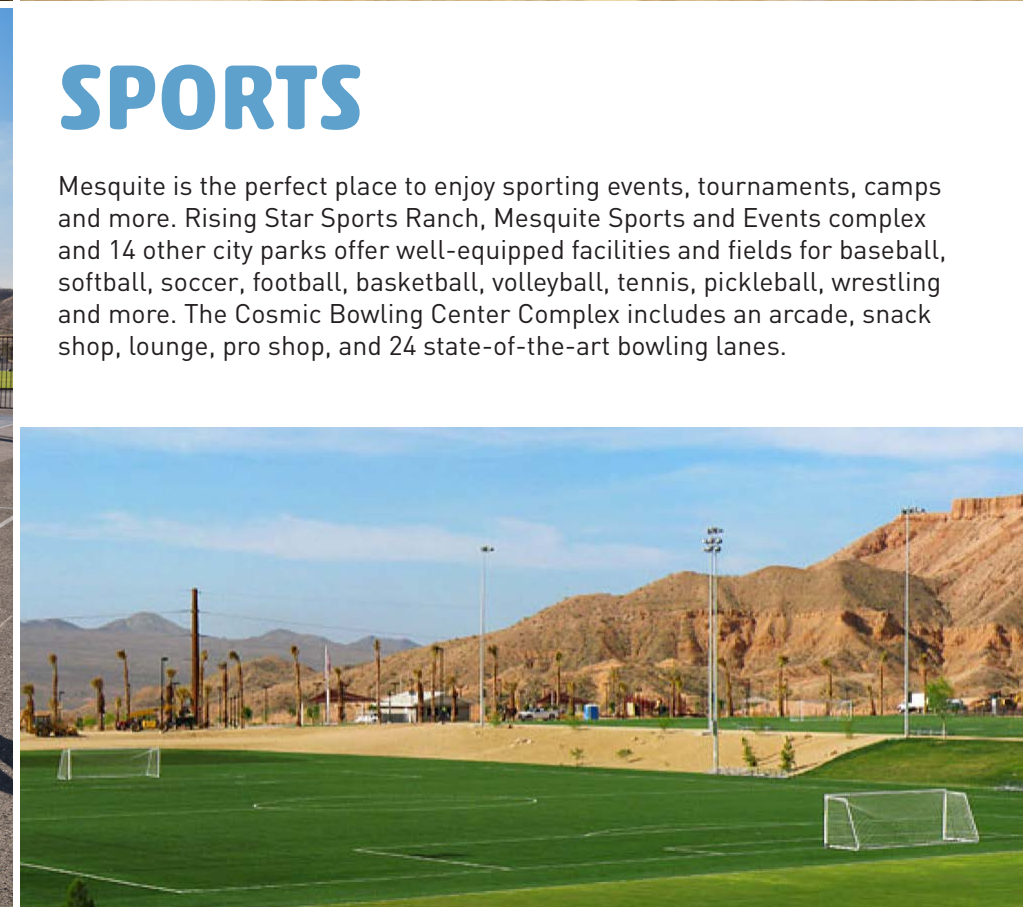 SPORTS
Mesquite is the perfect place to enjoy sporting events, tournaments, camps
and more. Rising Star Sports Ranch, Mesquite Sports and Events complex
and 14 other city parks offer well-equipped facilities and fields for baseball,
softball, soccer, football, basketball, volleyball, tennis, pickleball, wrestling
and more. The Cosmic Bowling Center Complex includes an arcade, snack
shop, lounge, pro shop, and 24 state-of-the-art bowling lanes.